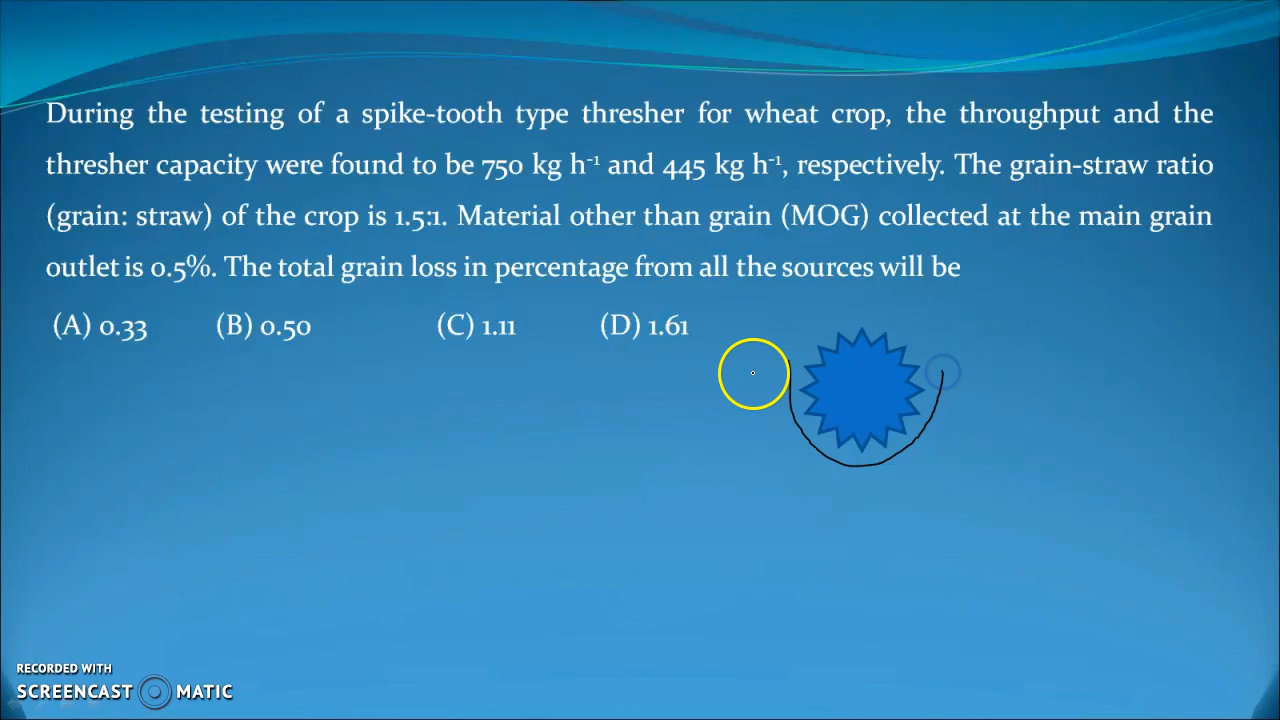 During the testing of a spike-tooth type thresher for wheat crop, the throughput and the
thresher capacity were found to be 750 kg h⁻¹ and 445 kg h⁻¹, respectively. The grain-straw ratio
(grain: straw) of the crop is 1.5:1. Material other than grain (MOG) collected at the main grain
outlet is 0.5%. The total grain loss in percentage from all the sources will be
(A) 0.33 (B) 0.50 (C) 1.11 (D) 1.61
RECORDED WITH
SCREENCAST MATIC